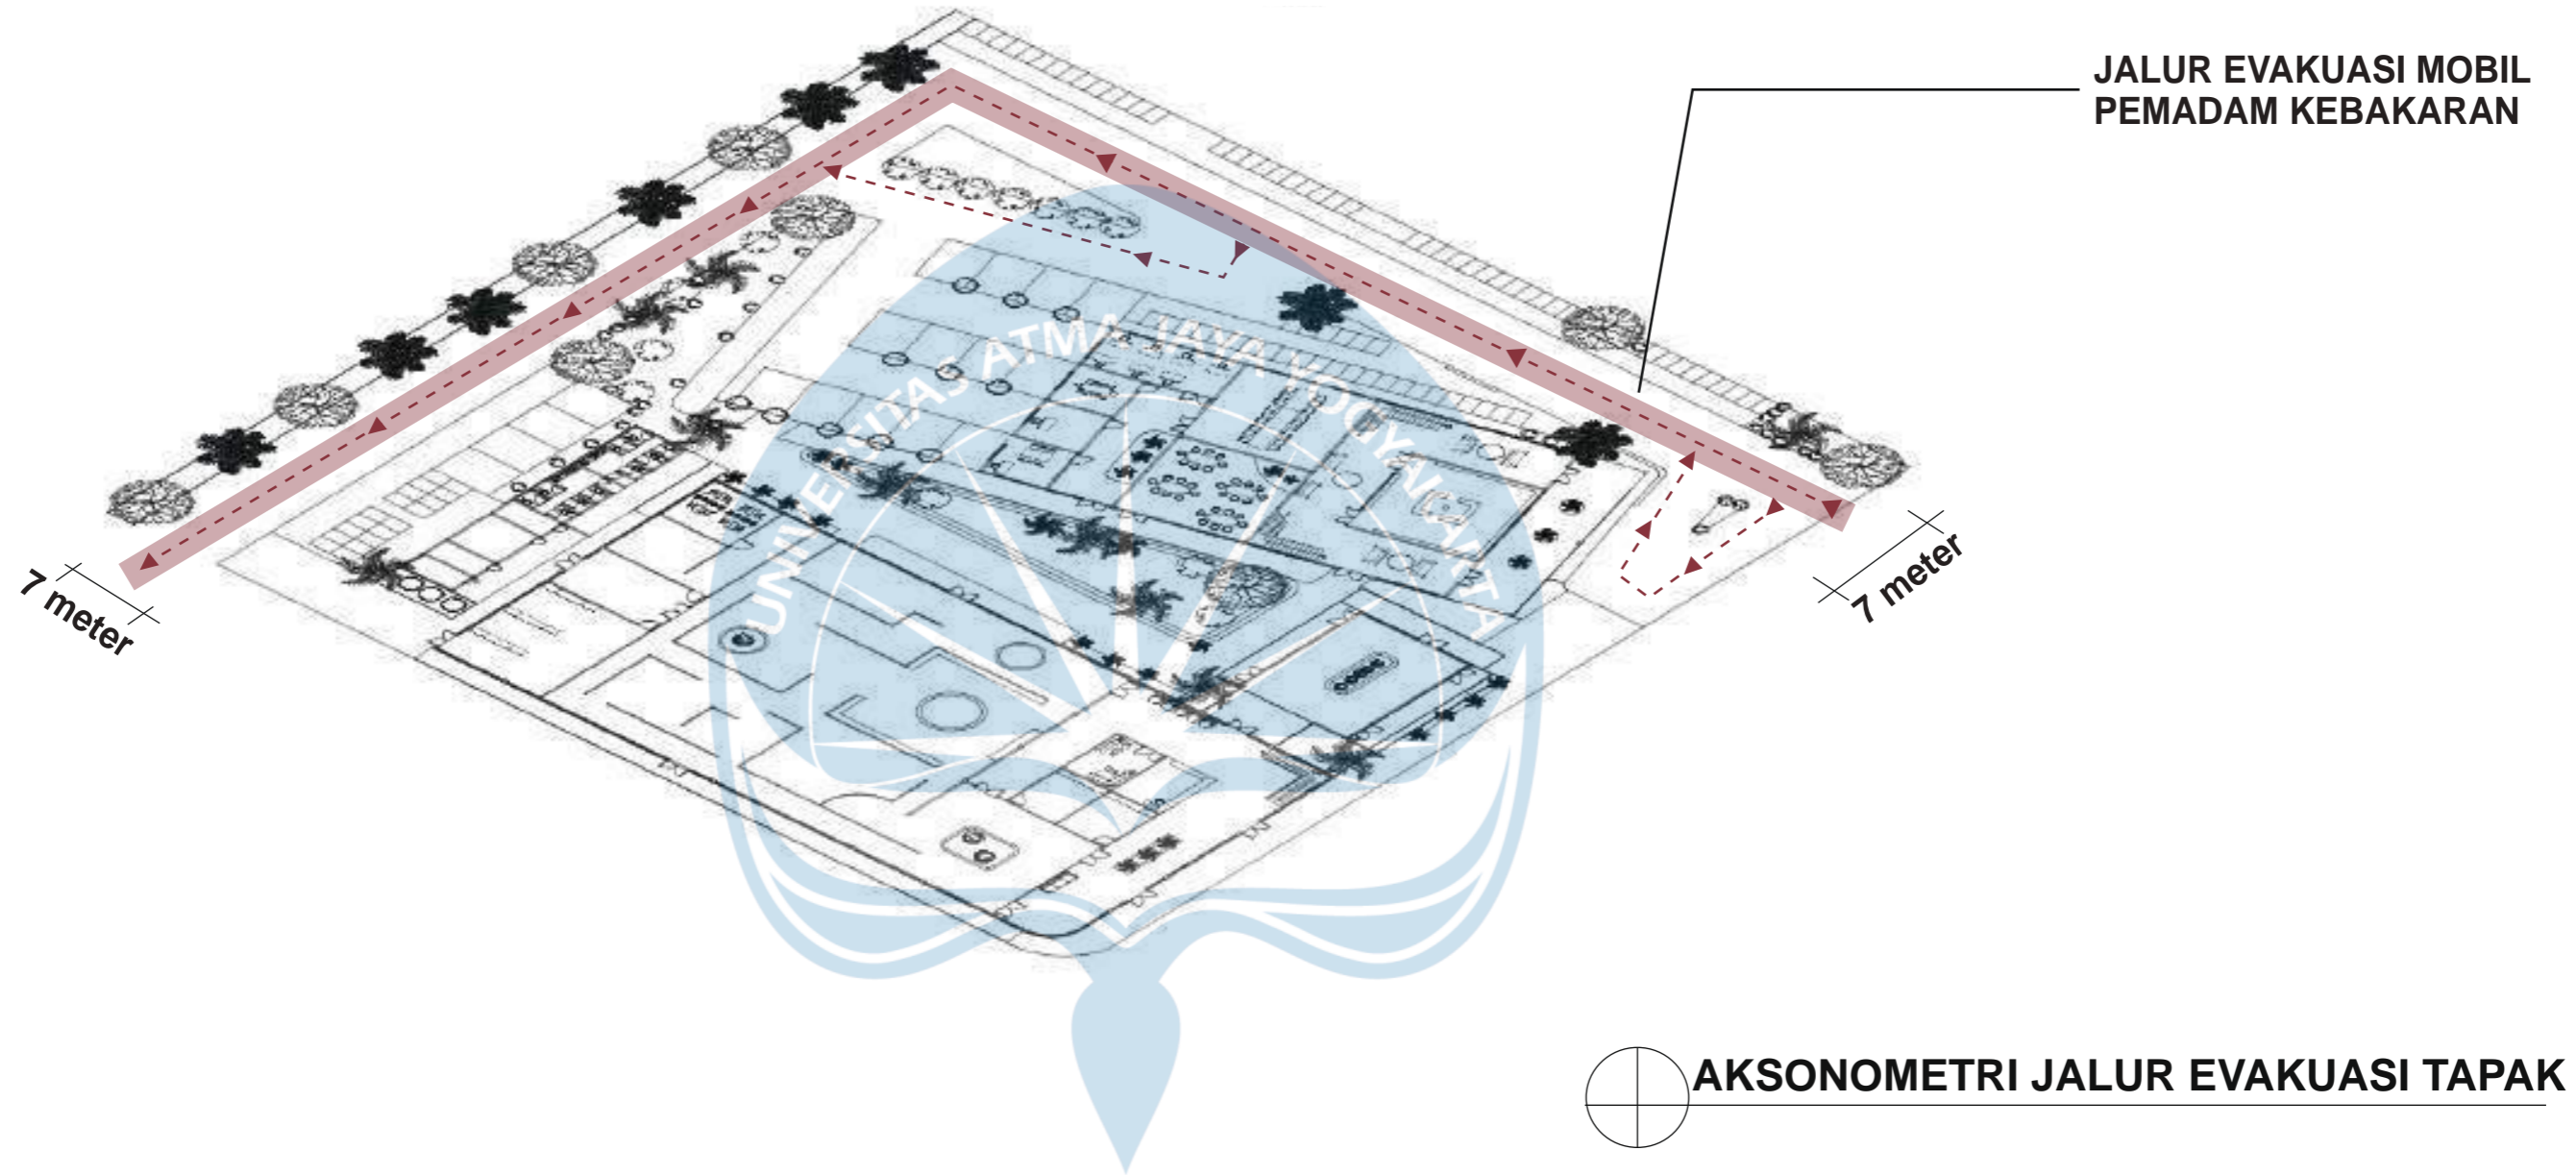 JALUR EVAKUASI MOBIL
PEMADAM KEBAKARAN
UNIVERSITAS ATMA JAYA YOGYAKARTA
7 meter
7 meter
AKSONOMETRI JALUR EVAKUASI TAPAK